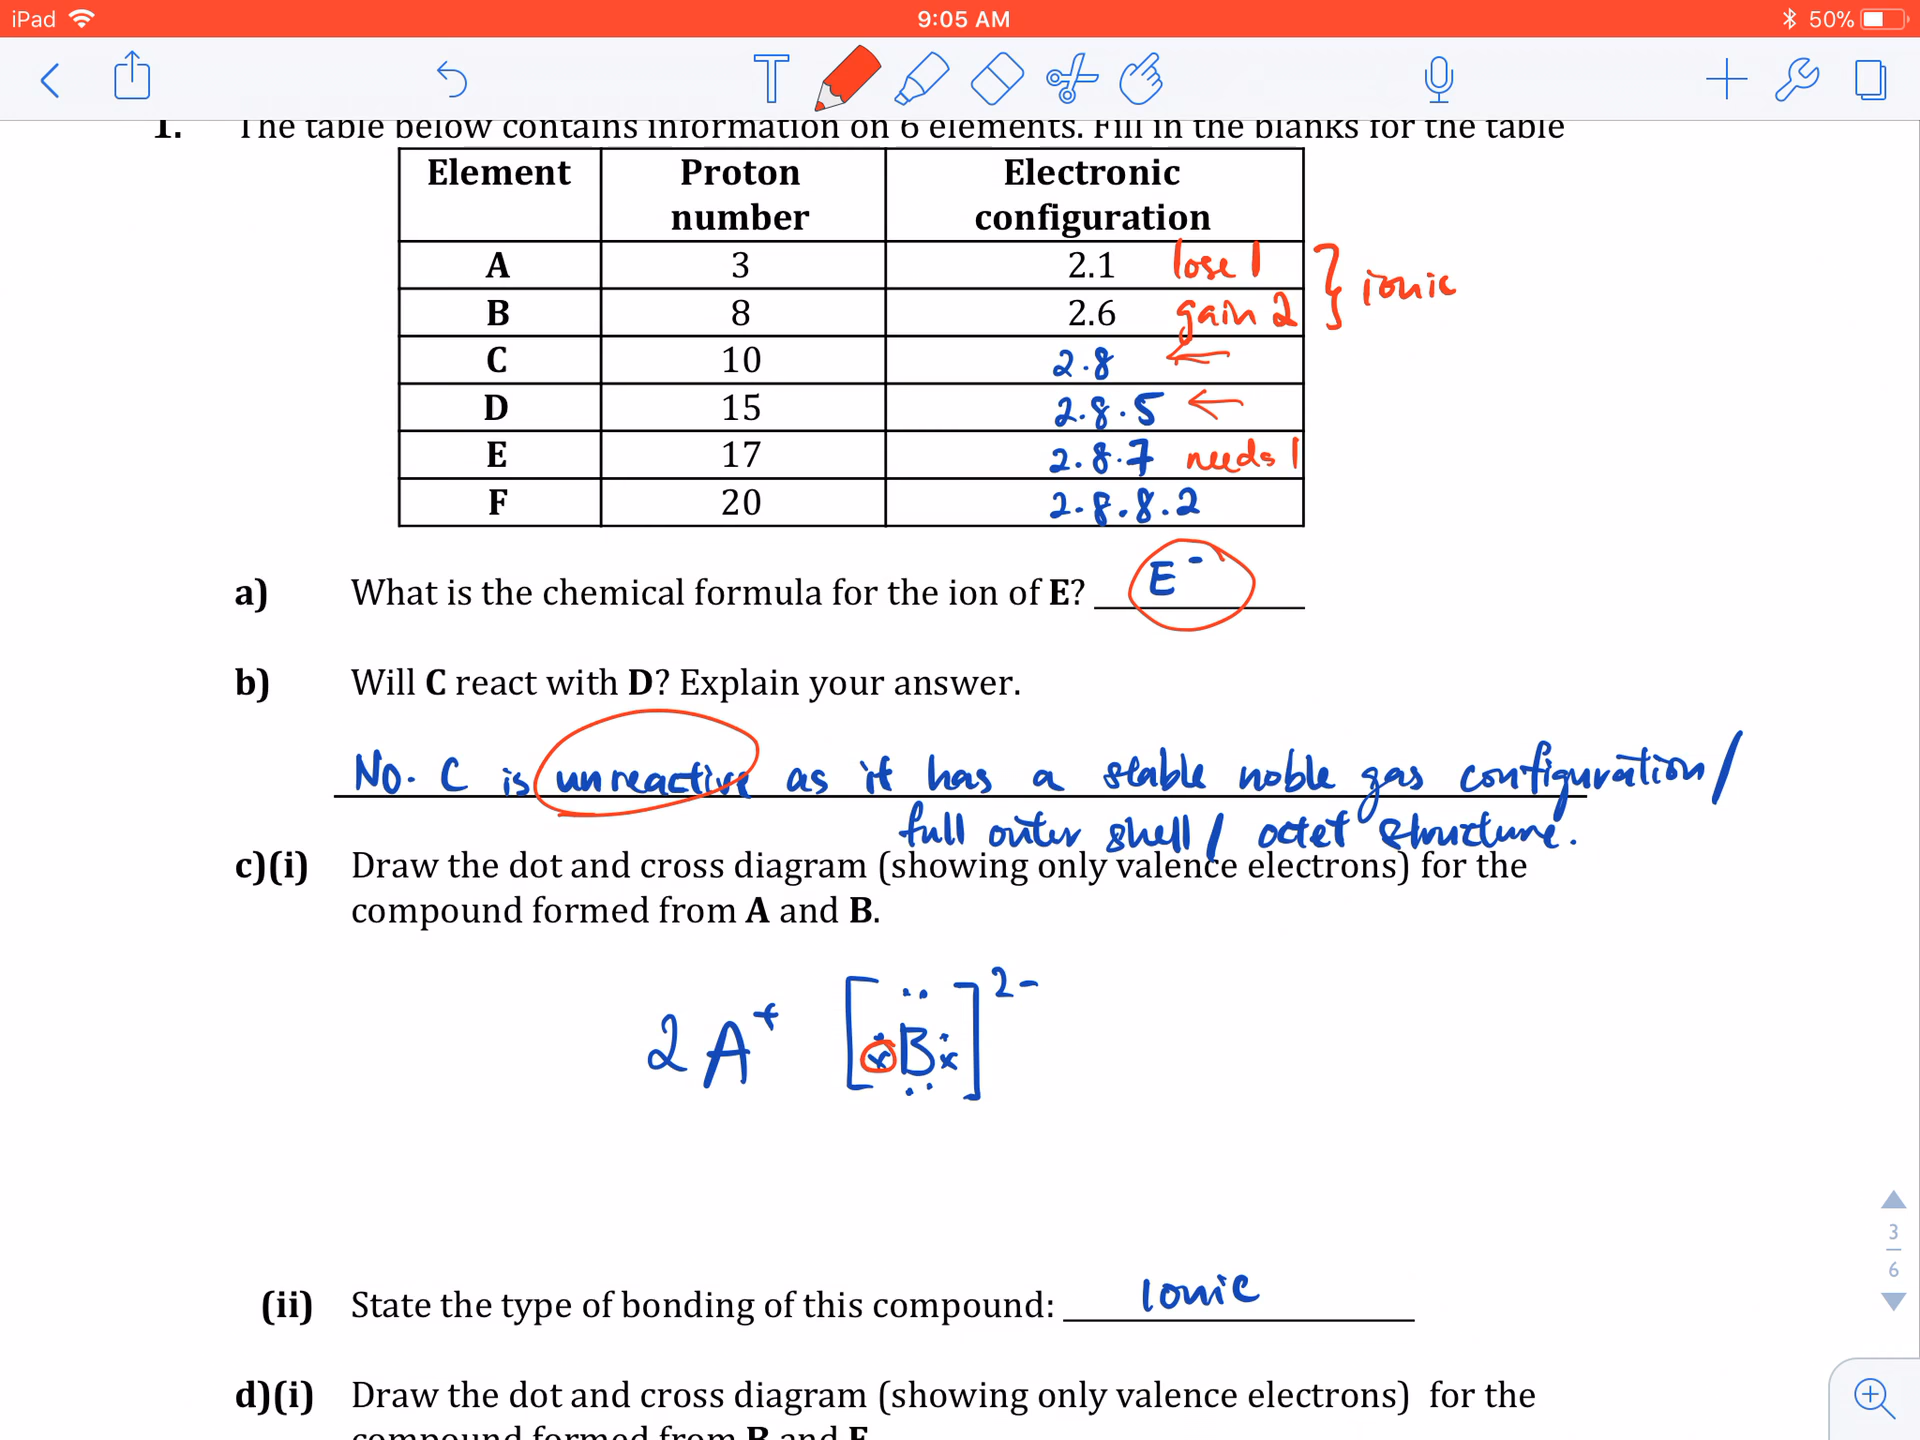 iPad 9:05 AM 50%
T
1. The table below contains information on 6 elements. Fill in the blanks for the table
Element Proton number Electronic configuration
A 3 2.1 lose 1
B 8 2.6 gain 2 } ionic
C 10 2.8 ←
D 15 2.8.5 ←
E 17 2.8.7 needs 1
F 20 2.8.8.2
a) What is the chemical formula for the ion of E? E⁻
b) Will C react with D? Explain your answer.
No. C is unreactive as it has a stable noble gas configuration/
full outer shell/ octet structure.
c)(i) Draw the dot and cross diagram (showing only valence electrons) for the
compound formed from A and B.
2 A⁺ [B]²⁻
(ii) State the type of bonding of this compound: Ionic
d)(i) Draw the dot and cross diagram (showing only valence electrons) for the
compound formed from B and
3
6